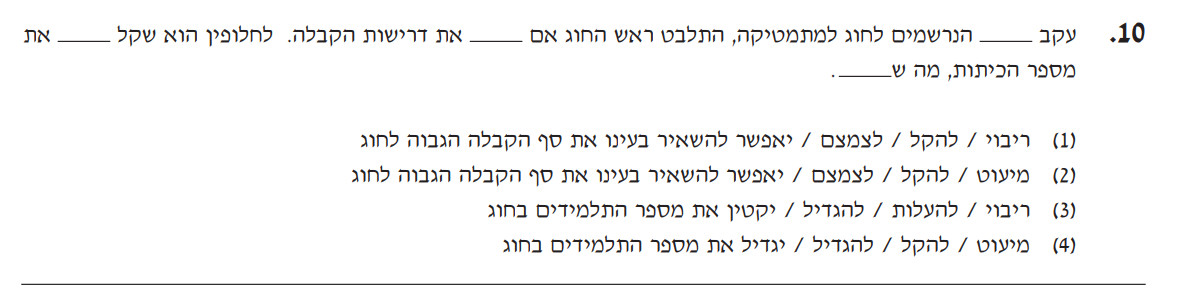 10. עקב _____ הנרשמים לחוג למתמטיקה, התלבט ראש החוג אם _____ את דרישות הקבלה. לחלופין הוא שקל _____ את
מספר הכיתות, מה ש_____.
(1) ריבוי / להקל / לצמצם / יאפשר להשאיר בעינו את סף הקבלה הגבוה לחוג
(2) מיעוט / להקל / לצמצם / יאפשר להשאיר בעינו את סף הקבלה הגבוה לחוג
(3) ריבוי / להעלות / להגדיל / יקטין את מספר התלמידים בחוג
(4) מיעוט / להקל / להגדיל / יגדיל את מספר התלמידים בחוג